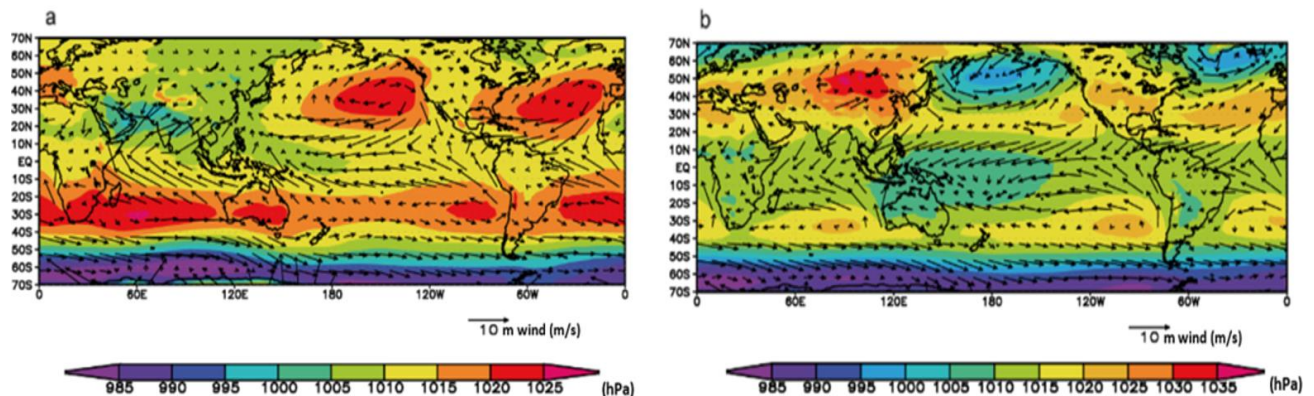 a
70N
60N
50N
40N
30N
20N
10N
EQ
10S
20S
30S
40S
50S
60S
70S
0 60E 120E 180 120W 60W 0
10 m wind (m/s)
985 990 995 1000 1005 1010 1015 1020 1025 (hPa)
b
70N
60N
50N
40N
30N
20N
10N
EQ
10S
20S
30S
40S
50S
60S
70S
0 60E 120E 180 120W 60W 0
10 m wind (m/s)
985 990 995 1000 1005 1010 1015 1020 1025 1030 1035 (hPa)